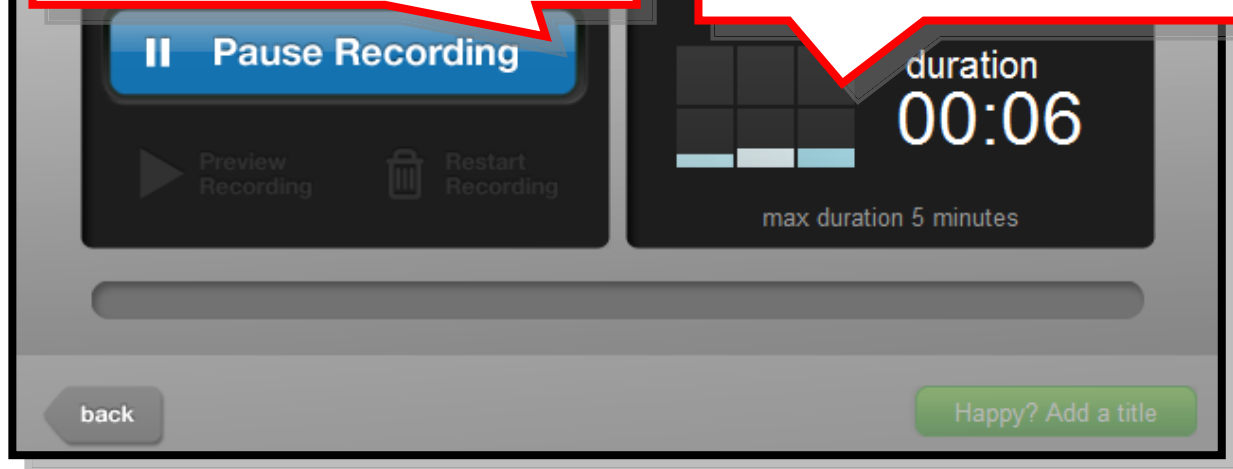 Pause Recording
Preview
Recording
Restart
Recording
duration
00:06
max duration 5 minutes
back
Happy? Add a title